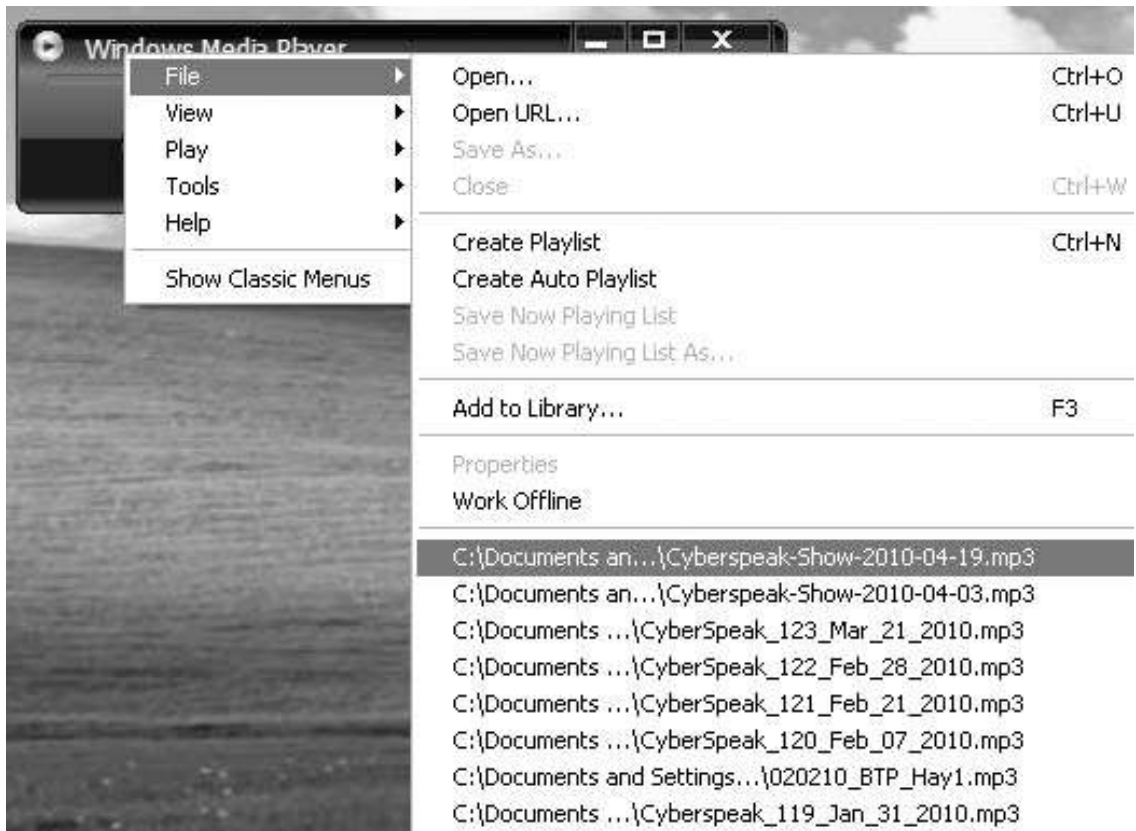 Windows Media Player
File
View
Play
Tools
Help
Show Classic Menus
Open... Ctrl+O
Open URL... Ctrl+U
Save As...
Close Ctrl+W
Create Playlist Ctrl+N
Create Auto Playlist
Save Now Playing List
Save Now Playing List As...
Add to Library... F3
Properties
Work Offline
C:\Documents an...\Cyberspeak-Show-2010-04-19.mp3
C:\Documents an...\Cyberspeak-Show-2010-04-03.mp3
C:\Documents ...\CyberSpeak_123_Mar_21_2010.mp3
C:\Documents ...\CyberSpeak_122_Feb_28_2010.mp3
C:\Documents ...\CyberSpeak_121_Feb_21_2010.mp3
C:\Documents ...\CyberSpeak_120_Feb_07_2010.mp3
C:\Documents and Settings...\020210_BTP_Hay1.mp3
C:\Documents ...\Cyberspeak_119_Jan_31_2010.mp3